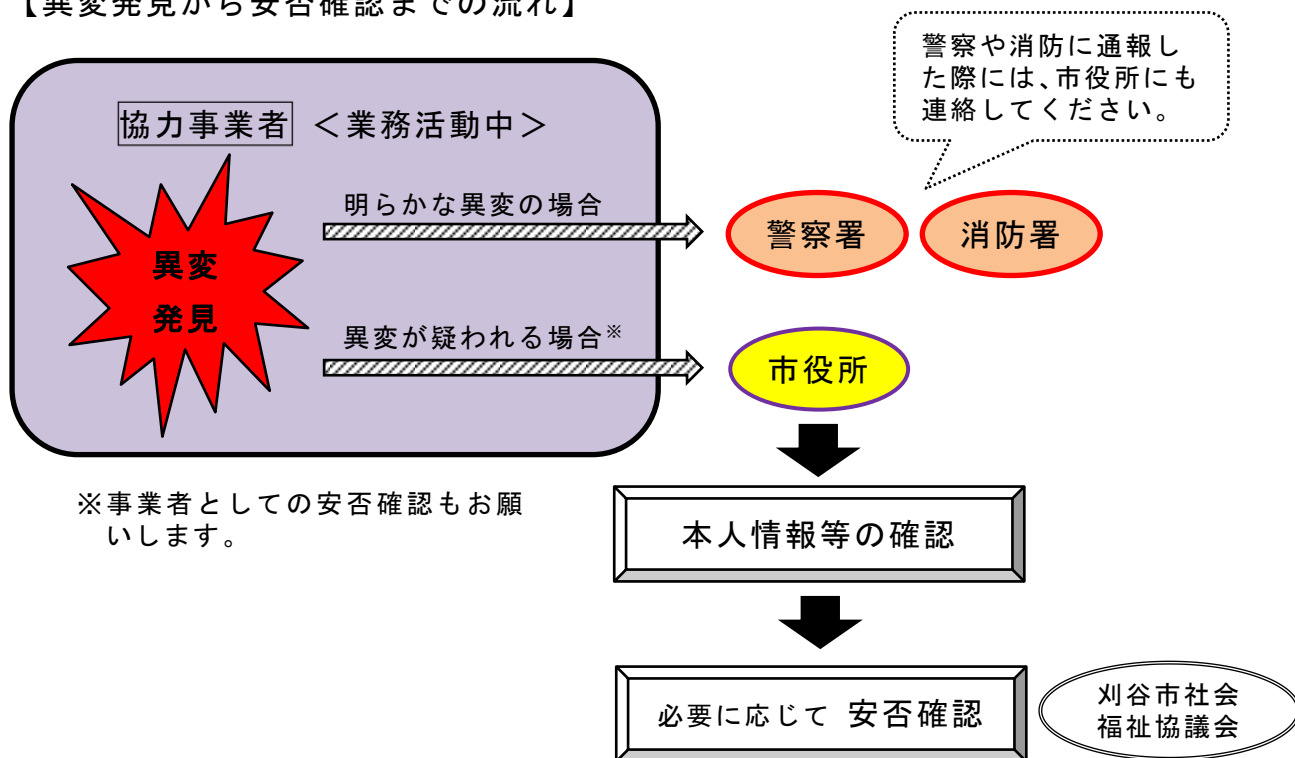 【異変発見から安否確認までの流れ】
警察や消防に通報し
た際には、市役所にも
連絡してください。
協力事業者 <業務活動中>
明らかな異変の場合
異変
発見
警察署
消防署
異変が疑われる場合※
市役所
※事業者としての安否確認もお願
いします。
本人情報等の確認
必要に応じて 安否確認
刈谷市社会
福祉協議会